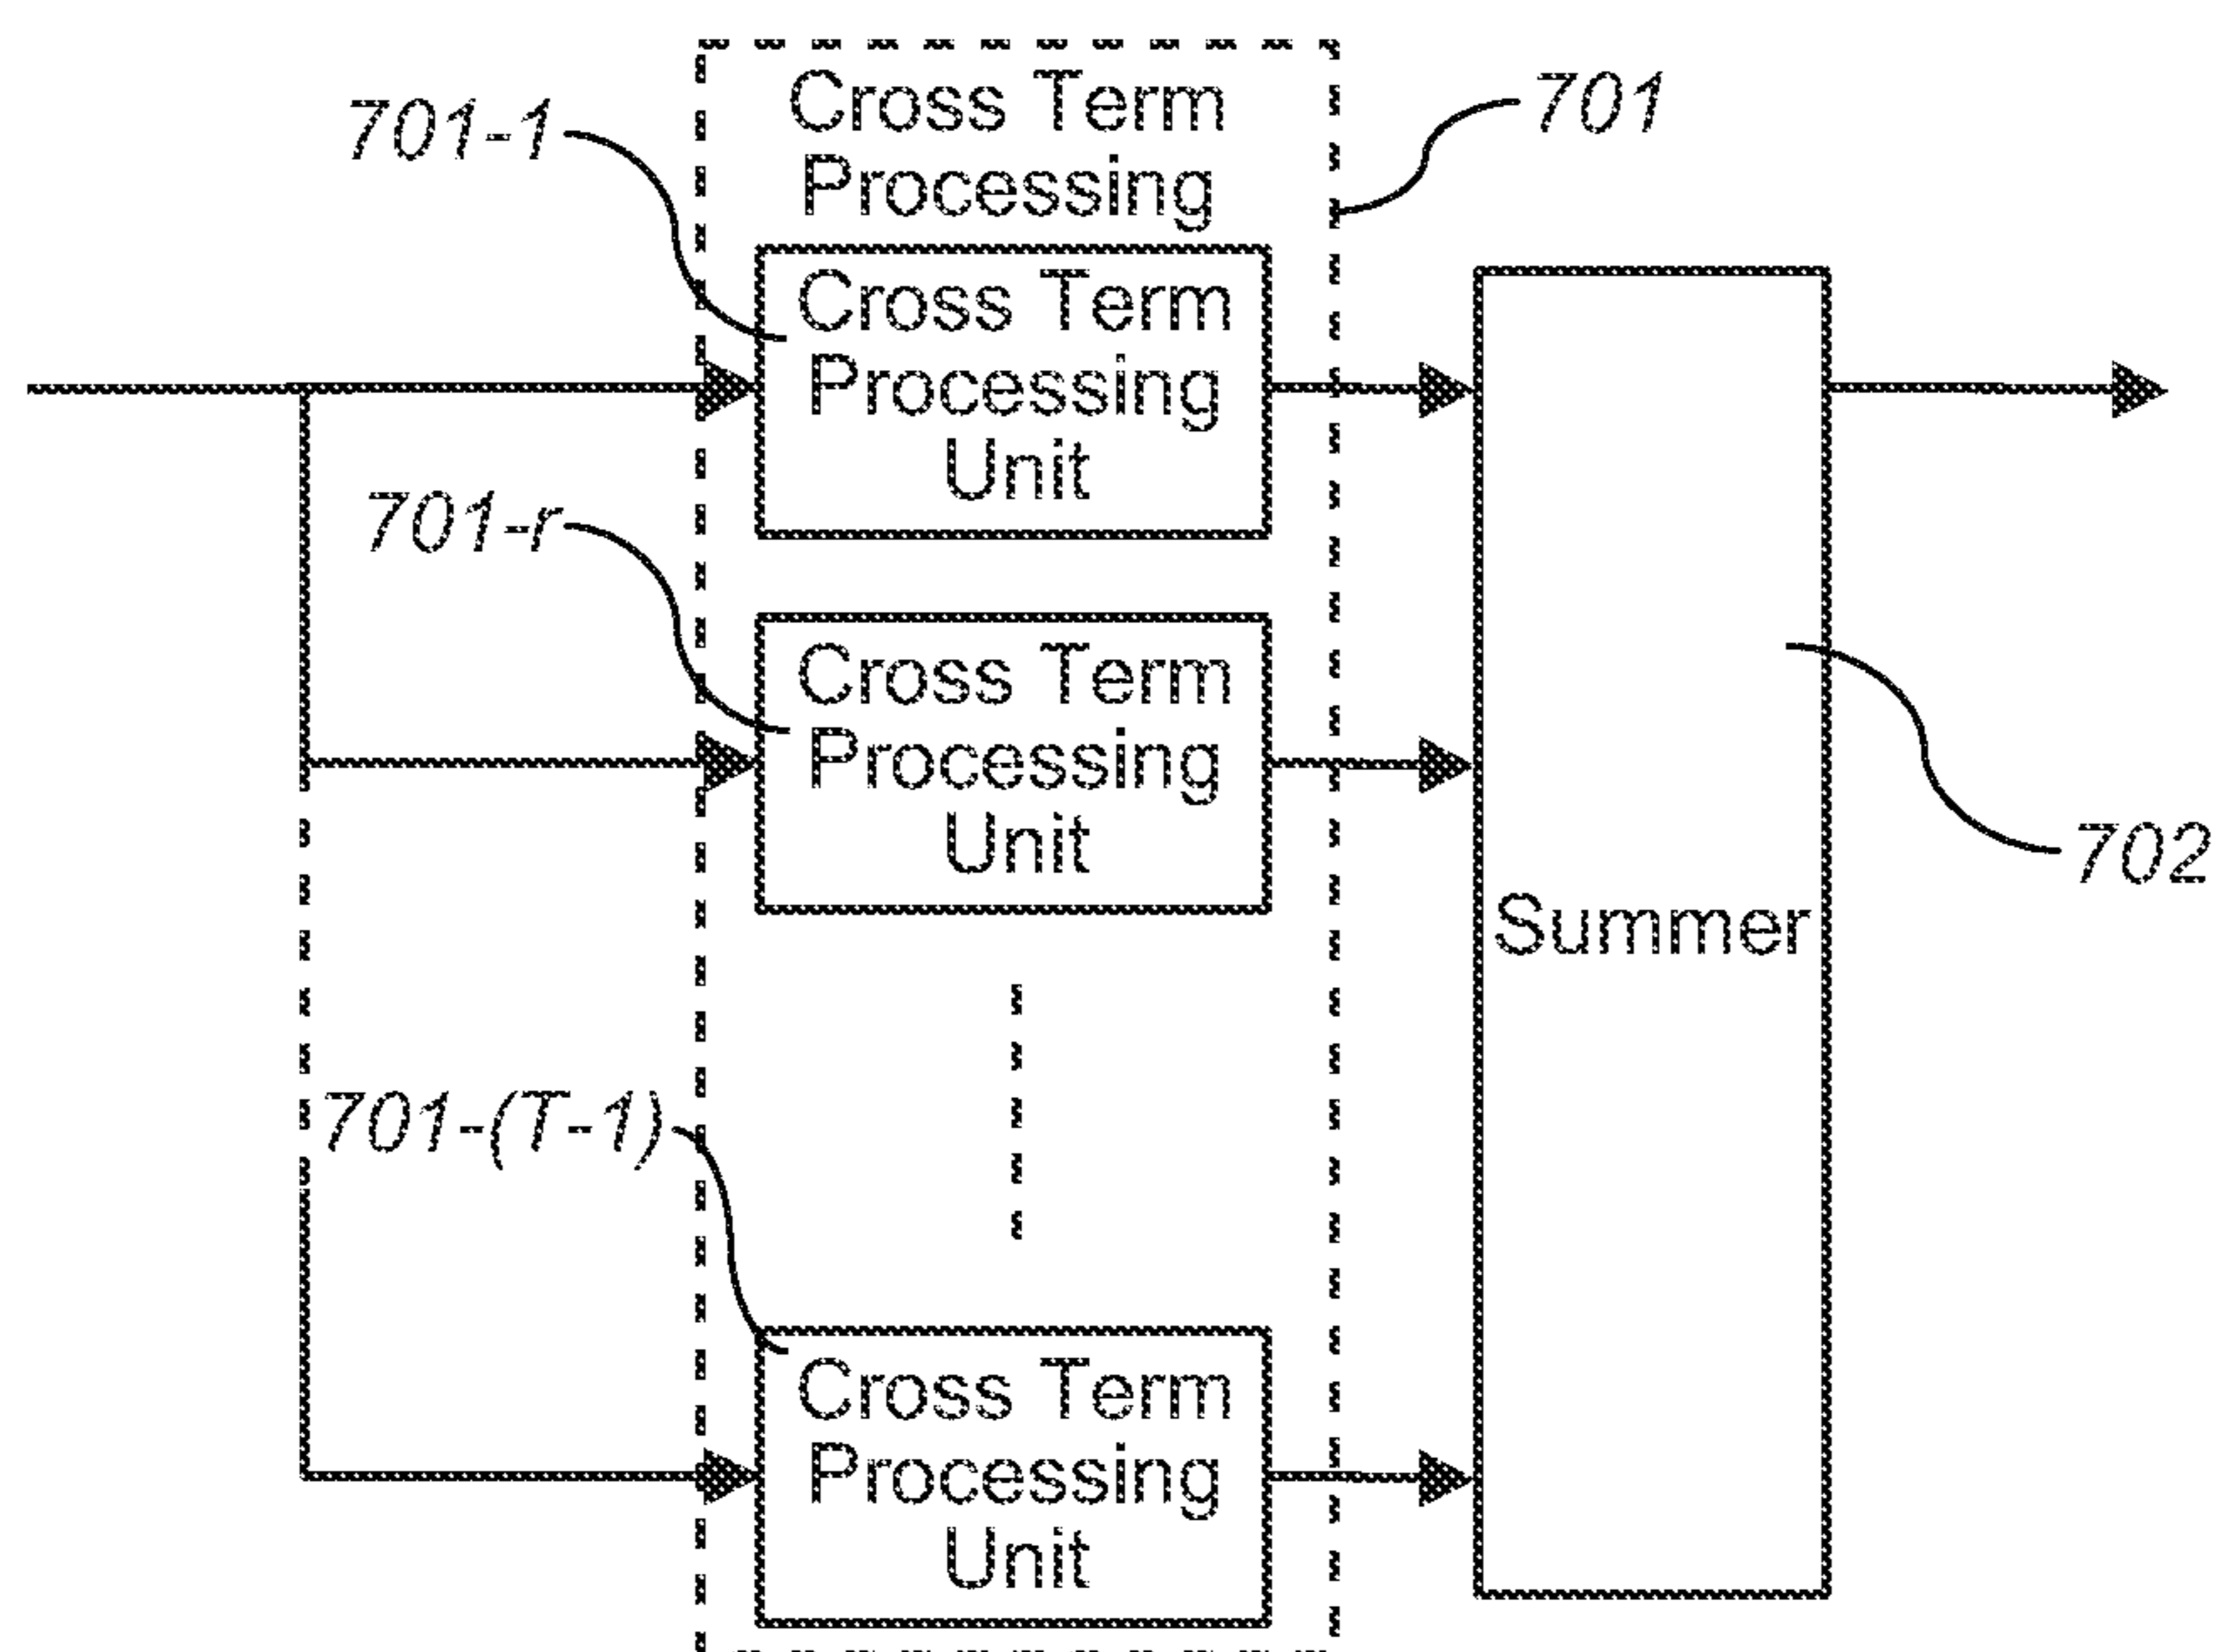 Cross Term
Processing
701
701-1
Cross Term
Processing
Unit
701-r
Cross Term
Processing
Unit
702
Summer
701-(T-1)
Cross Term
Processing
Unit